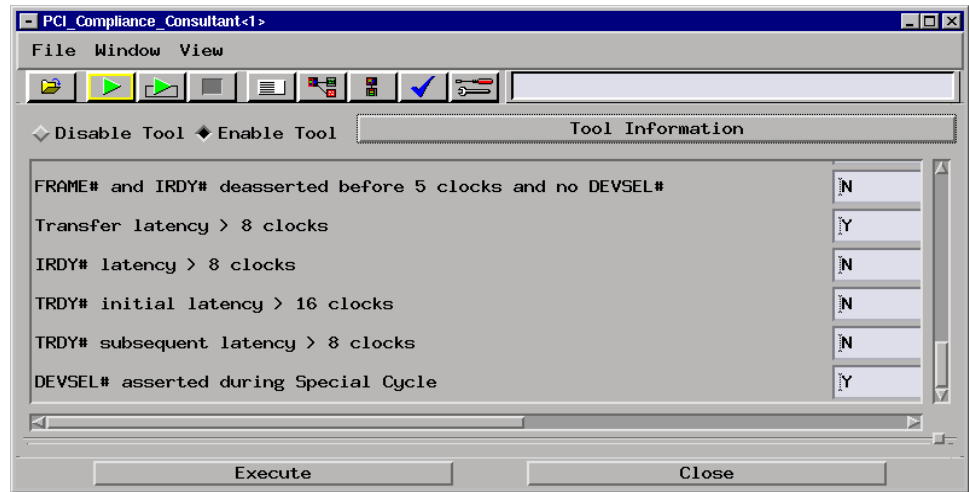 PCI_Compliance_Consultant<1>
File Window View
Disable Tool Enable Tool Tool Information
FRAME# and IRDY# deasserted before 5 clocks and no DEVSEL# N
Transfer latency > 8 clocks Y
IRDY# latency > 8 clocks N
TRDY# initial latency > 16 clocks N
TRDY# subsequent latency > 8 clocks N
DEVSEL# asserted during Special Cycle Y
Execute Close